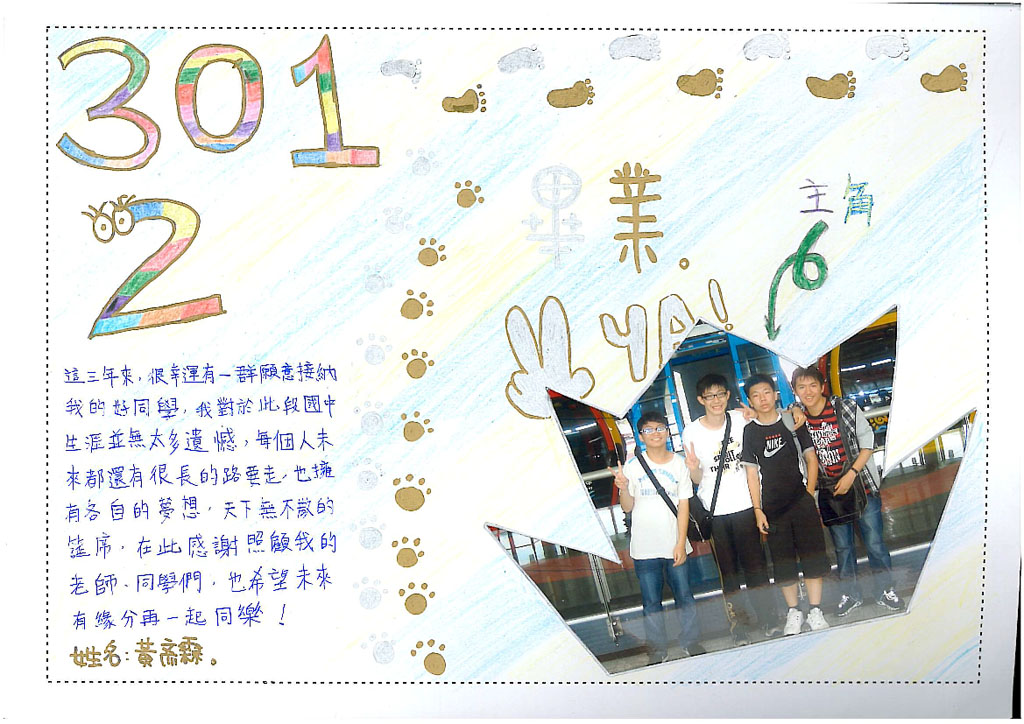 301
2
畢業。
YA!
主角
這三年來，很幸運有一群願意接納
我的好同學，我對於此段國中
生涯並無太多遺憾，每個人未
來都還有很長的路要走，也擁
有各自的夢想，天下無不散的
筵席，在此感謝照顧我的
老師、同學們，也希望未來
有緣分再一起同樂！
姓名：黃霖。
NIKE